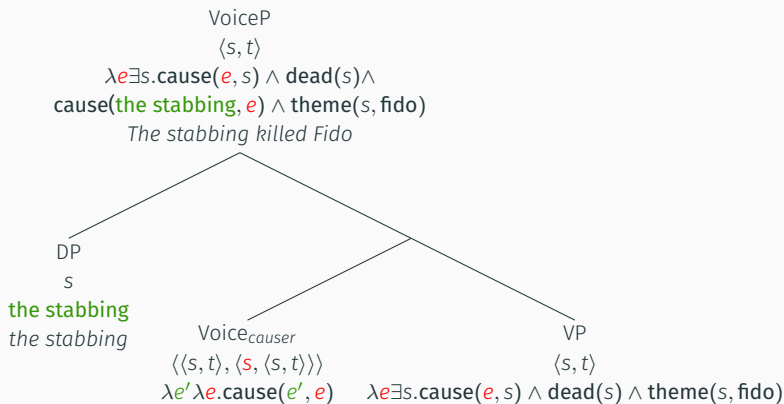 VoiceP
⟨s, t⟩
λe∃s.cause(e, s) ∧ dead(s)∧
cause(the stabbing, e) ∧ theme(s, fido)
The stabbing killed Fido
DP
s
the stabbing
the stabbing
Voicecauser
⟨⟨s, t⟩, ⟨s, ⟨s, t⟩⟩⟩
λe′λe.cause(e′, e)
VP
⟨s, t⟩
λe∃s.cause(e, s) ∧ dead(s) ∧ theme(s, fido)